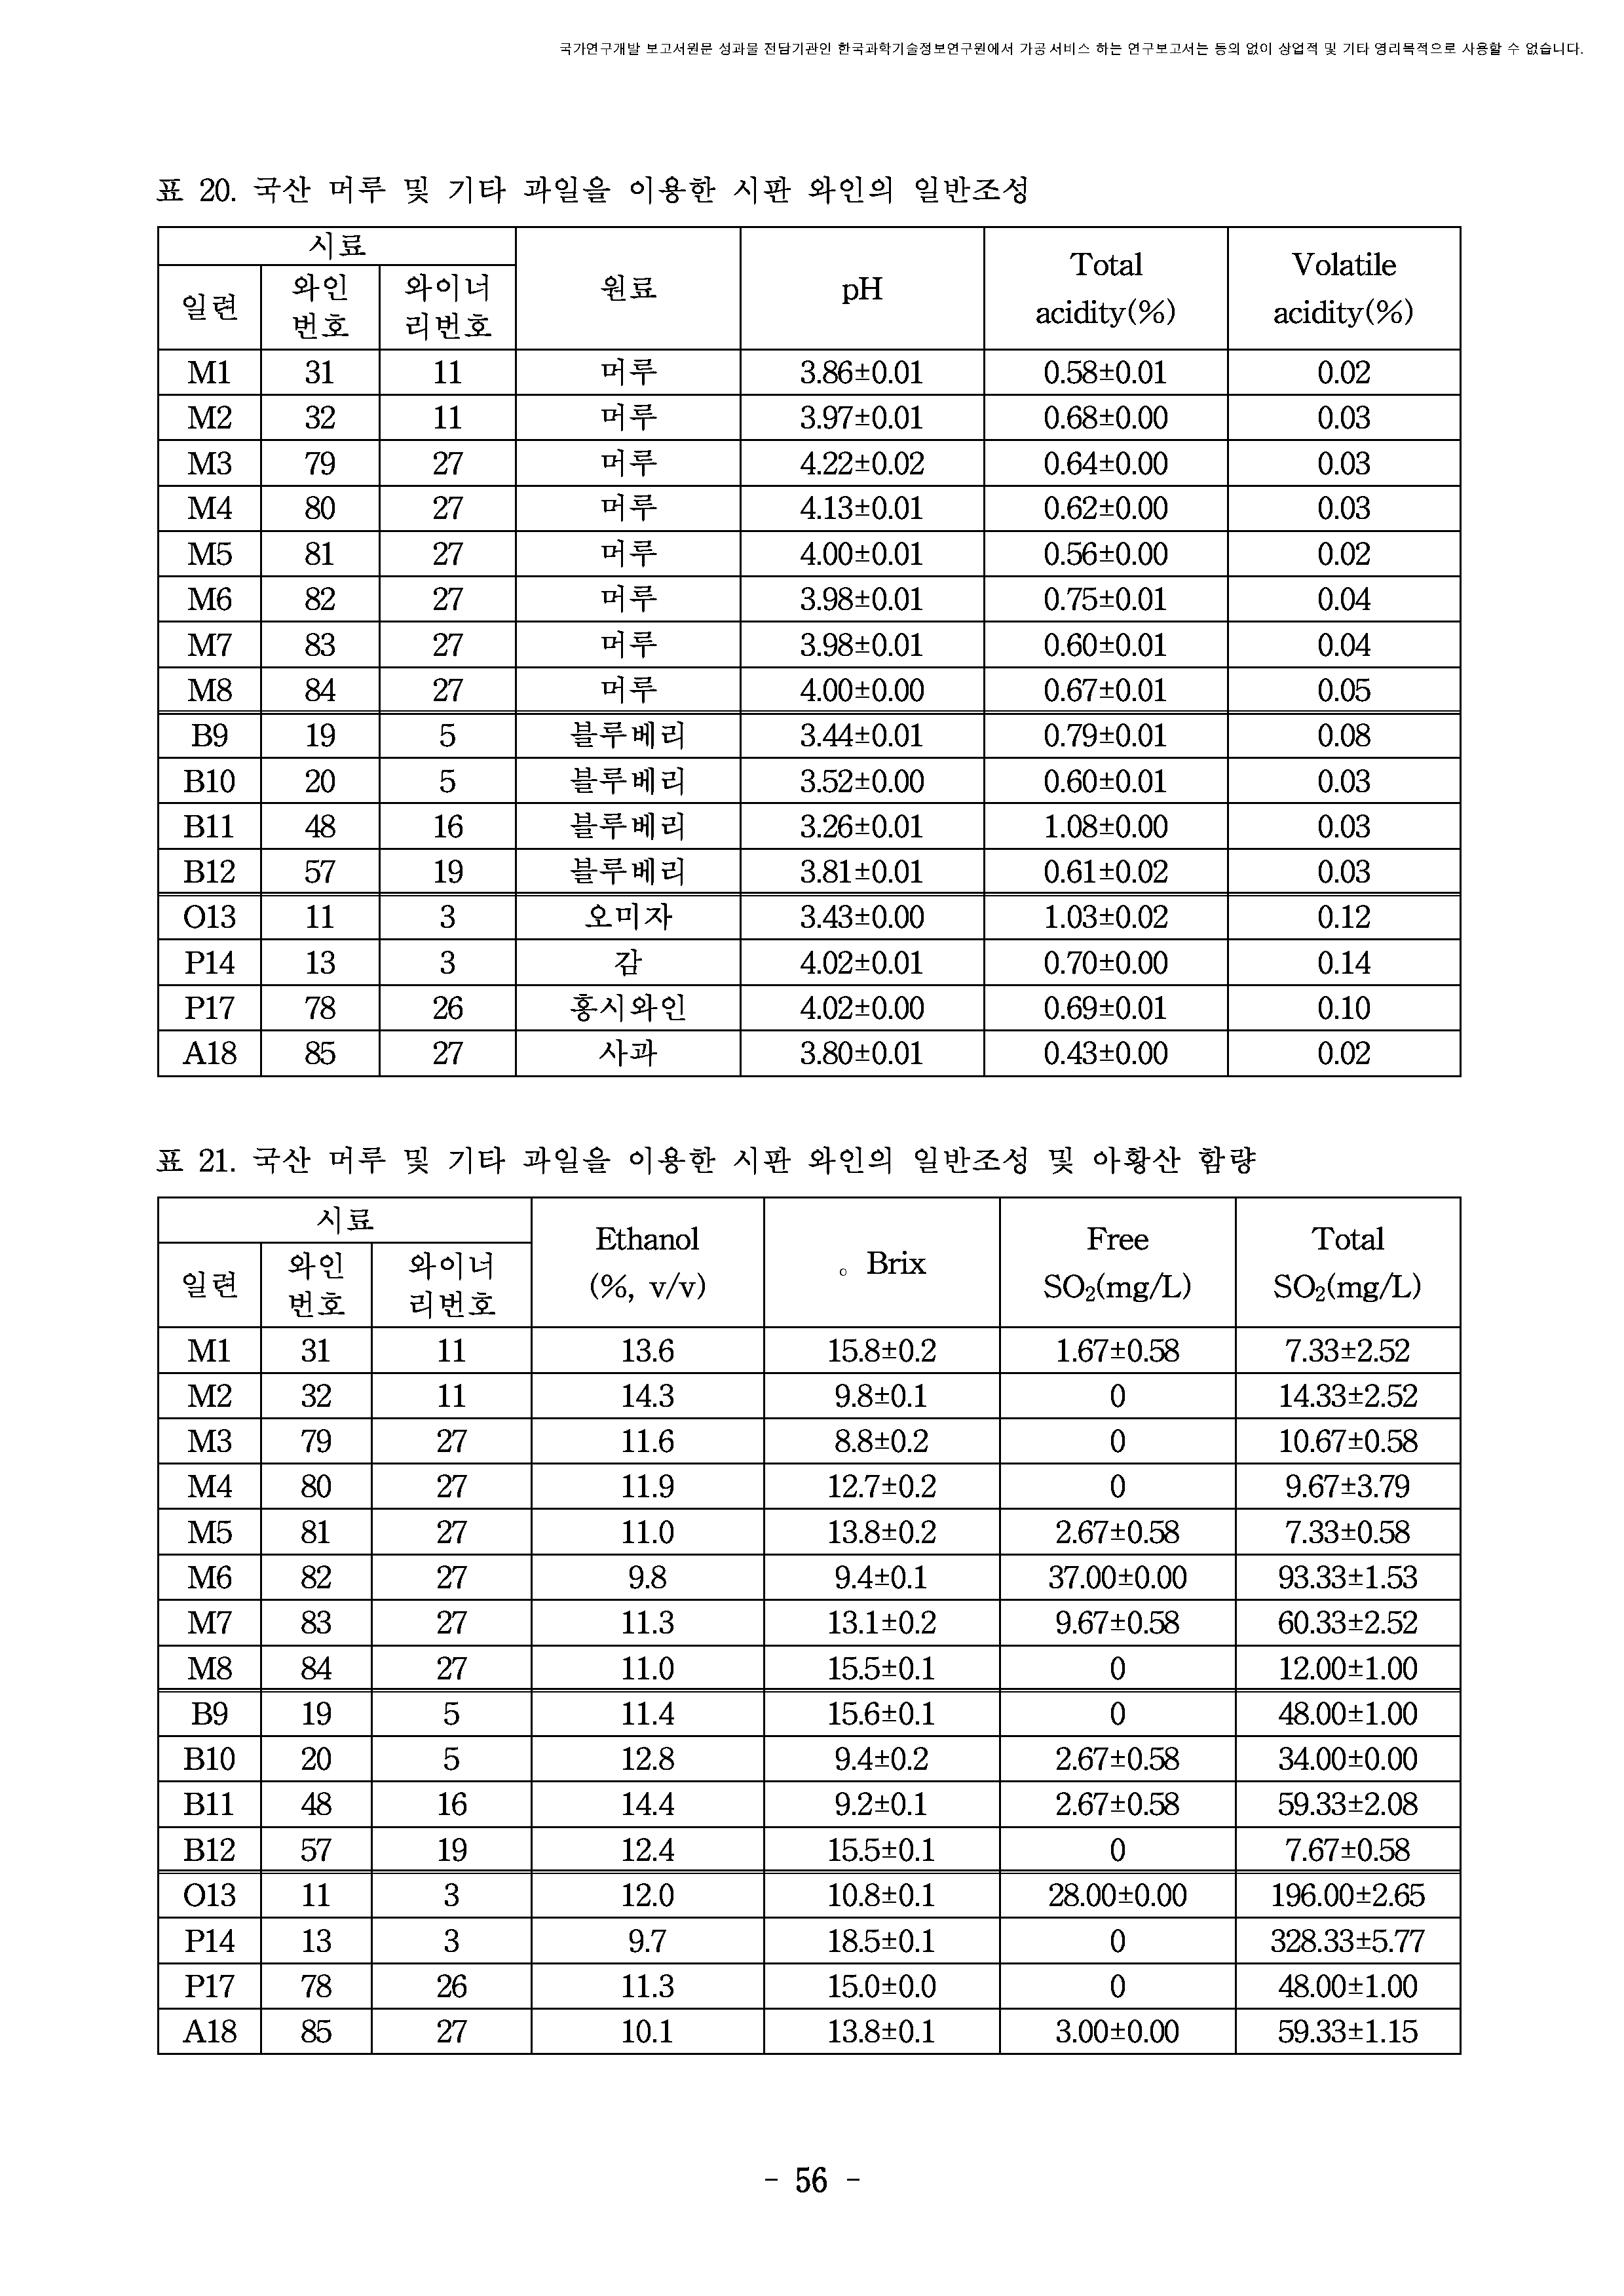 국가연구개발 보고서원문 성과물 전담기관인 한국과학기술정보연구원에서 가공·서비스 하는 연구보고서는 동의 없이 상업적 및 기타 영리목적으로 사용할 수 없습니다.
표 20. 국산 머루 및 기타 과일을 이용한 시판 와인의 일반조성
시료 원료 pH Total acidity(%) Volatile acidity(%)
일련 와인번호 와이너리번호
M1 31 11 머루 3.86±0.01 0.58±0.01 0.02
M2 32 11 머루 3.97±0.01 0.68±0.00 0.03
M3 79 27 머루 4.22±0.02 0.64±0.00 0.03
M4 80 27 머루 4.13±0.01 0.62±0.00 0.03
M5 81 27 머루 4.00±0.01 0.56±0.00 0.02
M6 82 27 머루 3.98±0.01 0.75±0.01 0.04
M7 83 27 머루 3.98±0.01 0.60±0.01 0.04
M8 84 27 머루 4.00±0.00 0.67±0.01 0.05
B9 19 5 블루베리 3.44±0.01 0.79±0.01 0.08
B10 20 5 블루베리 3.52±0.00 0.60±0.01 0.03
B11 48 16 블루베리 3.26±0.01 1.08±0.00 0.03
B12 57 19 블루베리 3.81±0.01 0.61±0.02 0.03
O13 11 3 오미자 3.43±0.00 1.03±0.02 0.12
P14 13 3 감 4.02±0.01 0.70±0.00 0.14
P17 78 26 홍시와인 4.02±0.00 0.69±0.01 0.10
A18 85 27 사과 3.80±0.01 0.43±0.00 0.02
표 21. 국산 머루 및 기타 과일을 이용한 시판 와인의 일반조성 및 아황산 함량
시료 Ethanol (%, v/v) 。Brix Free SO₂(mg/L) Total SO₂(mg/L)
일련 와인번호 와이너리번호
M1 31 11 13.6 15.8±0.2 1.67±0.58 7.33±2.52
M2 32 11 14.3 9.8±0.1 0 14.33±2.52
M3 79 27 11.6 8.8±0.2 0 10.67±0.58
M4 80 27 11.9 12.7±0.2 0 9.67±3.79
M5 81 27 11.0 13.8±0.2 2.67±0.58 7.33±0.58
M6 82 27 9.8 9.4±0.1 37.00±0.00 93.33±1.53
M7 83 27 11.3 13.1±0.2 9.67±0.58 60.33±2.52
M8 84 27 11.0 15.5±0.1 0 12.00±1.00
B9 19 5 11.4 15.6±0.1 0 48.00±1.00
B10 20 5 12.8 9.4±0.2 2.67±0.58 34.00±0.00
B11 48 16 14.4 9.2±0.1 2.67±0.58 59.33±2.08
B12 57 19 12.4 15.5±0.1 0 7.67±0.58
O13 11 3 12.0 10.8±0.1 28.00±0.00 196.00±2.65
P14 13 3 9.7 18.5±0.1 0 328.33±5.77
P17 78 26 11.3 15.0±0.0 0 48.00±1.00
A18 85 27 10.1 13.8±0.1 3.00±0.00 59.33±1.15
- 56 -